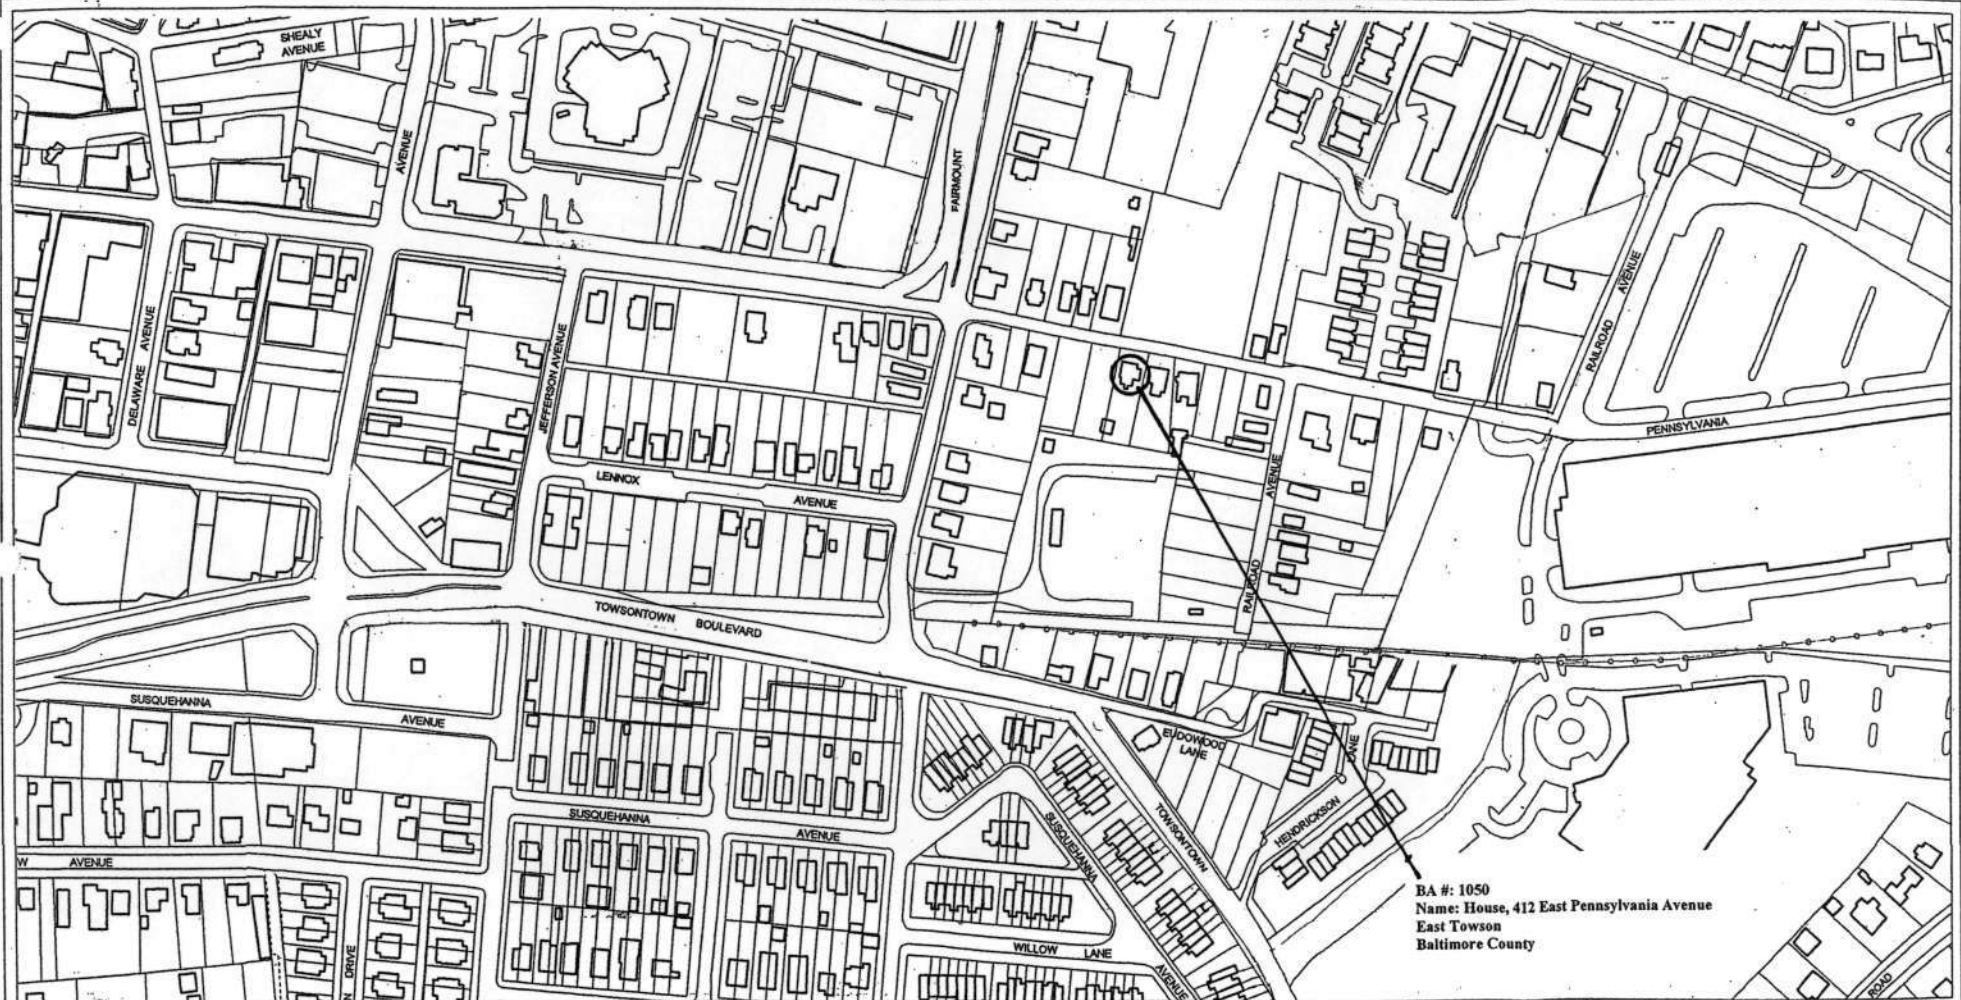 SHEALY
AVENUE
AVENUE
FAIRMOUNT
DELAWARE AVENUE
JEFFERSON AVENUE
RAILROAD AVENUE
PENNSYLVANIA
LENNOX AVENUE
RAILROAD AVENUE
TOWSONTOWN BOULEVARD
SUSQUEHANNA AVENUE
EUDOWOOD
LANE
LANE
HENDRICKSON
TOWSONTOWN
SUSQUEHANNA AVENUE
SUSQUEHANNA
AVENUE
W AVENUE
DRIVE
WILLOW LANE
ROAD
BA #: 1050
Name: House, 412 East Pennsylvania Avenue
East Towson
Baltimore County